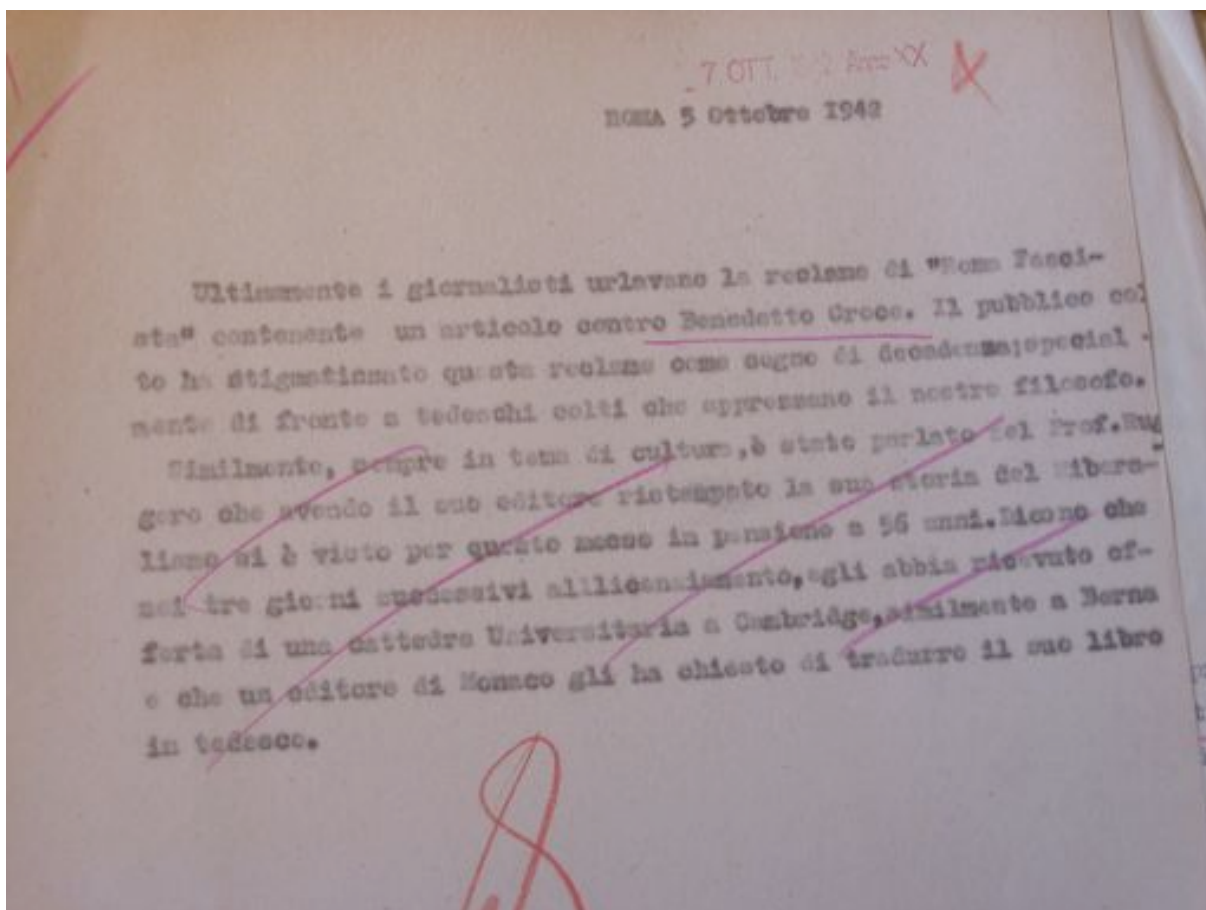 7 OTT. Anno XX
ROMA 5 Ottobre 1942
Ultimamente i giornalisti urlavano la reclame di "Roma Fasci-
sta" contenente un articolo contro Benedetto Croce. Il pubblico col
to ha stigmatizzato questa reclame come segno di decadenza;special -
mente di fronte a tedeschi colti che apprezzano il nostro filosofo.
Similmente, sempre in tema di cultura,è stato parlato del Prof.Rug
gero che avendo il suo editore ristampato la sua storia del Libera-
lismo si è visto per questo messo in pensione a 56 anni.Dicono che
nei tre giorni successivi alllicenziamento,egli abbia ricevuto of-
ferta di una cattedra Universitaria a Cambridge,similmente a Berna
e che un editore di Monaco gli ha chiesto di tradurre il suo libro
in tedesco.